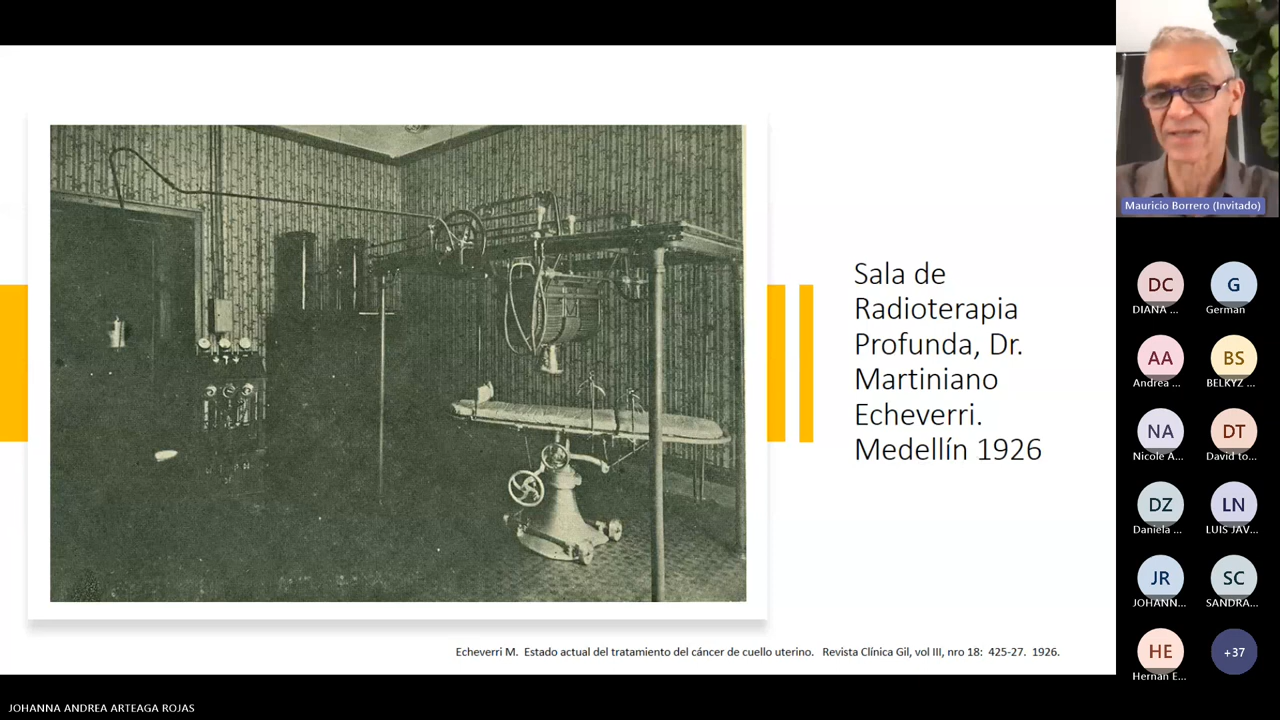 Sala de
Radioterapia
Profunda, Dr.
Martiniano
Echeverri.
Medellín 1926
Echeverri M. Estado actual del tratamiento del cáncer de cuello uterino. Revista Clínica Gil, vol III, nro 18: 425-27. 1926.
Mauricio Borrero (Invitado)
DC
DIANA ...
G
German
AA
Andrea ...
BS
BELKYZ ...
NA
Nicole A...
DT
David to...
DZ
Daniela ...
LN
LUIS JAV...
JR
JOHANN...
SC
SANDRA...
HE
Hernan E...
+37
JOHANNA ANDREA ARTEAGA ROJAS